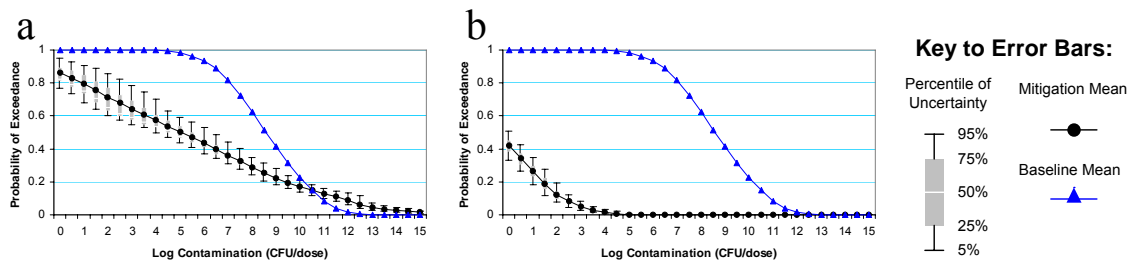 a
Probability of Exceedance
1
0.8
0.6
0.4
0.2
0
0 1 2 3 4 5 6 7 8 9 10 11 12 13 14 15
Log Contamination (CFU/dose)
b
Probability of Exceedance
1
0.8
0.6
0.4
0.2
0
0 1 2 3 4 5 6 7 8 9 10 11 12 13 14 15
Log Contamination (CFU/dose)
Key to Error Bars:
Percentile of
Uncertainty
95%
75%
50%
25%
5%
Mitigation Mean
Baseline Mean